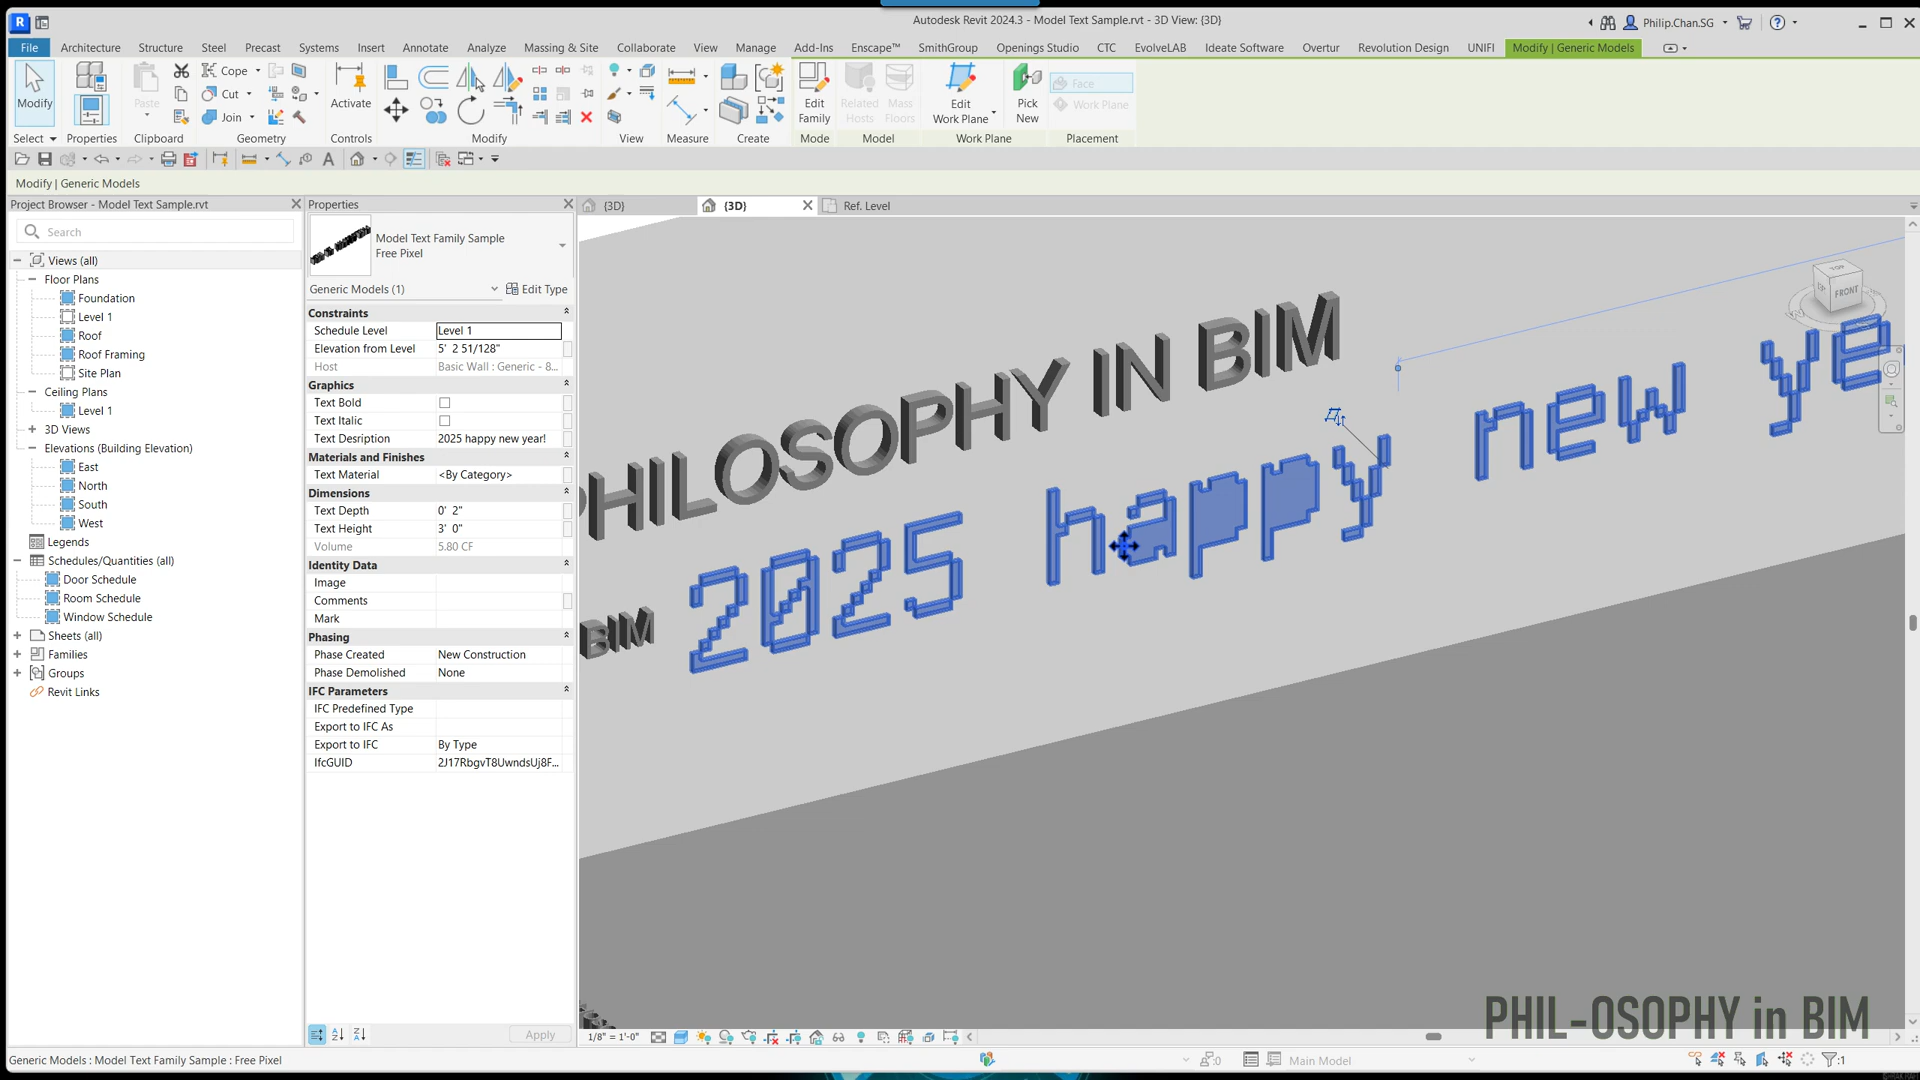 Autodesk Revit 2024.3 - Model Text Sample.rvt - 3D View: {3D}
Philip.Chan.SG
File Architecture Structure Steel Precast Systems Insert Annotate Analyze Massing & Site Collaborate View Manage Add-Ins Enscape™ SmithGroup Openings Studio CTC EvolveLAB Ideate Software Overtur Revolution Design UNIFI Modify | Generic Models
Modify
Paste
Cope
Cut
Join
Activate
Edit Family
Related Hosts
Mass Floors
Edit Work Plane
Pick New
Face
Work Plane
Select Properties Clipboard Geometry Controls Modify View Measure Create Mode Model Work Plane Placement
Modify | Generic Models
Project Browser - Model Text Sample.rvt
Search
Views (all)
Floor Plans
Foundation
Level 1
Roof
Roof Framing
Site Plan
Ceiling Plans
Level 1
3D Views
Elevations (Building Elevation)
East
North
South
West
Legends
Schedules/Quantities (all)
Door Schedule
Room Schedule
Window Schedule
Sheets (all)
Families
Groups
Revit Links
Properties
Model Text Family Sample
Free Pixel
Generic Models (1) Edit Type
Constraints
Schedule Level Level 1
Elevation from Level 5' 2 51/128"
Host Basic Wall : Generic - 8...
Graphics
Text Bold
Text Italic
Text Desription 2025 happy new year!
Materials and Finishes
Text Material <By Category>
Dimensions
Text Depth 0' 2"
Text Height 3' 0"
Volume 5.80 CF
Identity Data
Image
Comments
Mark
Phasing
Phase Created New Construction
Phase Demolished None
IFC Parameters
IFC Predefined Type
Export to IFC As
Export to IFC By Type
IfcGUID 2J17RbgvT8UwndsUj8F...
Apply
{3D} {3D} Ref. Level
TOP
FRONT
PHILOSOPHY IN BIM
2025 happy new ye
BIM
PHIL-OSOPHY in BIM
1/8" = 1'-0"
Generic Models : Model Text Family Sample : Free Pixel
:0
Main Model
:1